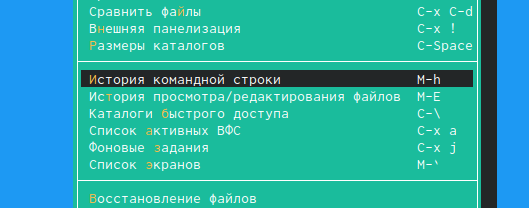 Сравнить файлы C-x C-d
Внешняя панелизация C-x !
Размеры каталогов C-Space
История командной строки M-h
История просмотра/редактирования файлов M-E
Каталоги быстрого доступа C-\
Список активных ВФС C-x a
Фоновые задания C-x j
Список экранов M-`
Восстановление файлов